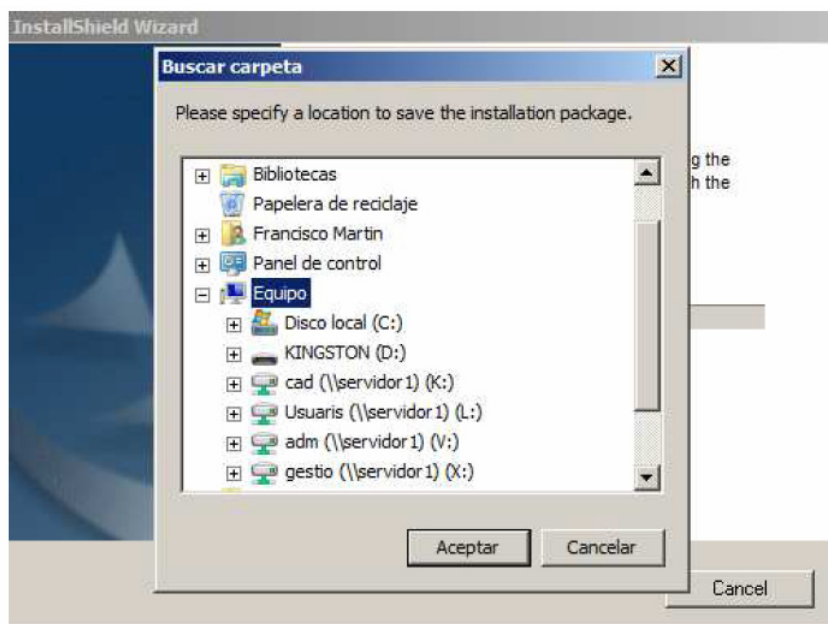 InstallShield Wizard
Buscar carpeta
Please specify a location to save the installation package.
g the
h the
Bibliotecas
Papelera de reciclaje
Francisco Martin
Panel de control
Equipo
Disco local (C:)
KINGSTON (D:)
cad (\\servidor1) (K:)
Usuaris (\\servidor1) (L:)
adm (\\servidor1) (V:)
gestio (\\servidor1) (X:)
Aceptar
Cancelar
Cancel